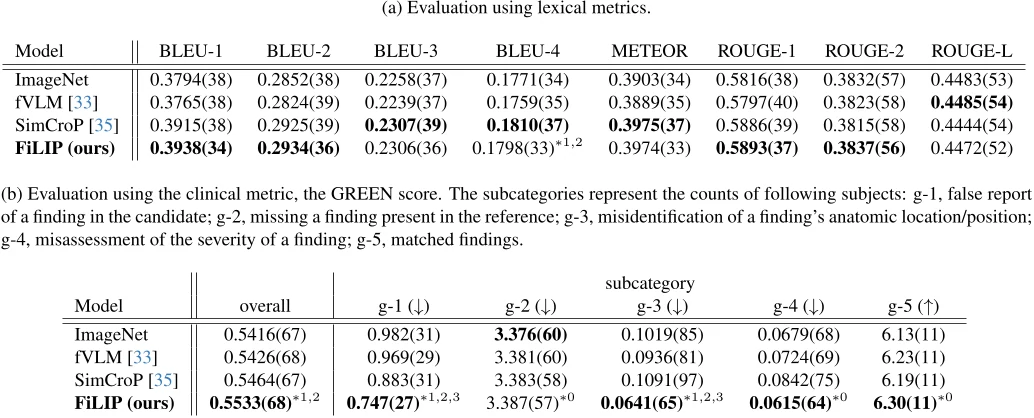 (a) Evaluation using lexical metrics.
Model BLEU-1 BLEU-2 BLEU-3 BLEU-4 METEOR ROUGE-1 ROUGE-2 ROUGE-L
ImageNet 0.3794(38) 0.2852(38) 0.2258(37) 0.1771(34) 0.3903(34) 0.5816(38) 0.3832(57) 0.4483(53)
fVLM [33] 0.3765(38) 0.2824(39) 0.2239(37) 0.1759(35) 0.3889(35) 0.5797(40) 0.3823(58) 0.4485(54)
SimCroP [35] 0.3915(38) 0.2925(39) 0.2307(39) 0.1810(37) 0.3975(37) 0.5886(39) 0.3815(58) 0.4444(54)
FiLIP (ours) 0.3938(34) 0.2934(36) 0.2306(36) 0.1798(33)*1,2 0.3974(33) 0.5893(37) 0.3837(56) 0.4472(52)
(b) Evaluation using the clinical metric, the GREEN score. The subcategories represent the counts of following subjects: g-1, false report
of a finding in the candidate; g-2, missing a finding present in the reference; g-3, misidentification of a finding's anatomic location/position;
g-4, misassessment of the severity of a finding; g-5, matched findings.
subcategory
Model overall g-1 (↓) g-2 (↓) g-3 (↓) g-4 (↓) g-5 (↑)
ImageNet 0.5416(67) 0.982(31) 3.376(60) 0.1019(85) 0.0679(68) 6.13(11)
fVLM [33] 0.5426(68) 0.969(29) 3.381(60) 0.0936(81) 0.0724(69) 6.23(11)
SimCroP [35] 0.5464(67) 0.883(31) 3.383(58) 0.1091(97) 0.0842(75) 6.19(11)
FiLIP (ours) 0.5533(68)*1,2 0.747(27)*1,2,3 3.387(57)*0 0.0641(65)*1,2,3 0.0615(64)*0 6.30(11)*0